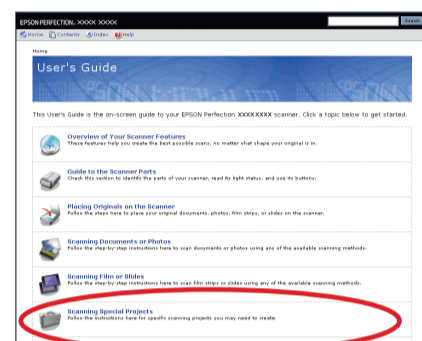 EPSON PERFECTION. XXXX XXXX
Search
Home Contents Index Help
Home
User's Guide
This User's Guide is the on-screen guide to your EPSON Perfection XXXXXXXX scanner. Click a topic below to get started.
Overview of Your Scanner Features
These features help you create the best possible scans, no matter what shape your original is in.
Guide to the Scanner Parts
Check this section to identify the parts of your scanner, read its light status, and use its buttons.
Placing Originals on the Scanner
Follow the steps here to place your original documents, photos, film strips, or slides on the scanner.
Scanning Documents or Photos
Follow the step-by-step instructions here to scan documents or photos using any of the available scanning methods.
Scanning Film or Slides
Follow the step-by-step instructions here to scan film strips or slides using any of the available scanning methods.
Scanning Special Projects
Follow the instructions here for specific scanning projects you may need to create.